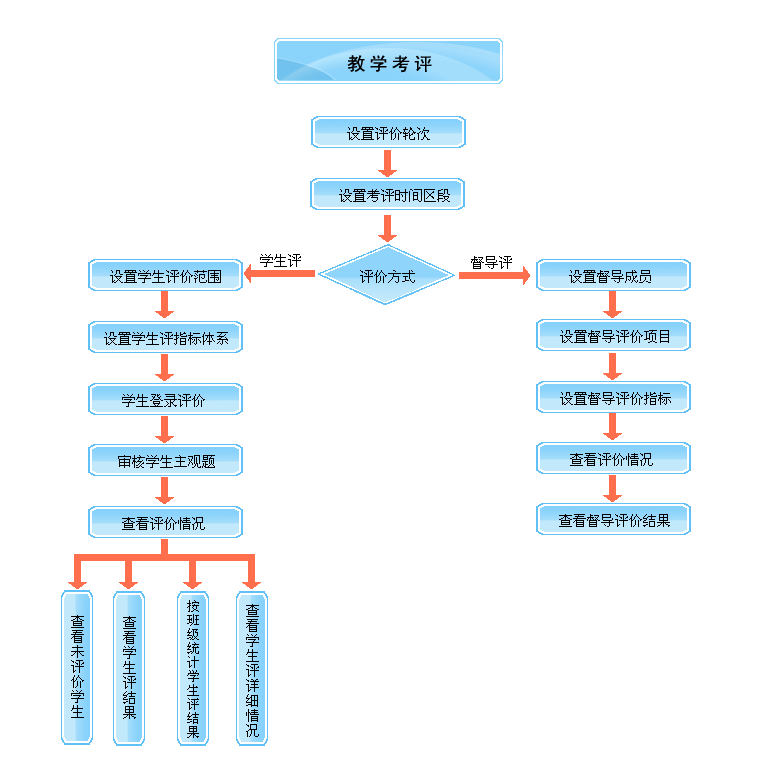 教学考评
设置评价轮次
设置考评时间区段
评价方式
学生评
督导评
设置学生评价范围
设置学生评指标体系
学生登录评价
审核学生主观题
查看评价情况
查看未评价学生
查看学生评结果
按班级统计学生评结果
查看学生评详细情况
设置督导成员
设置督导评价项目
设置督导评价指标
查看评价情况
查看督导评价结果